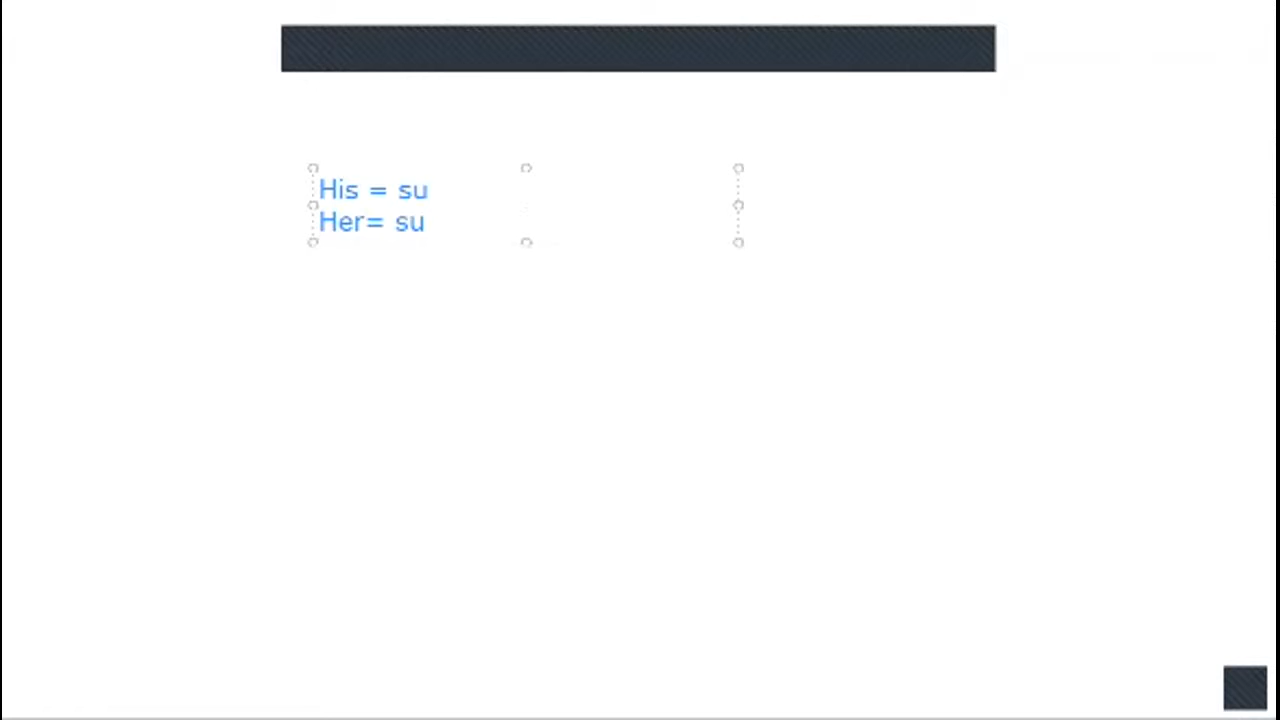 His = su
Her= su